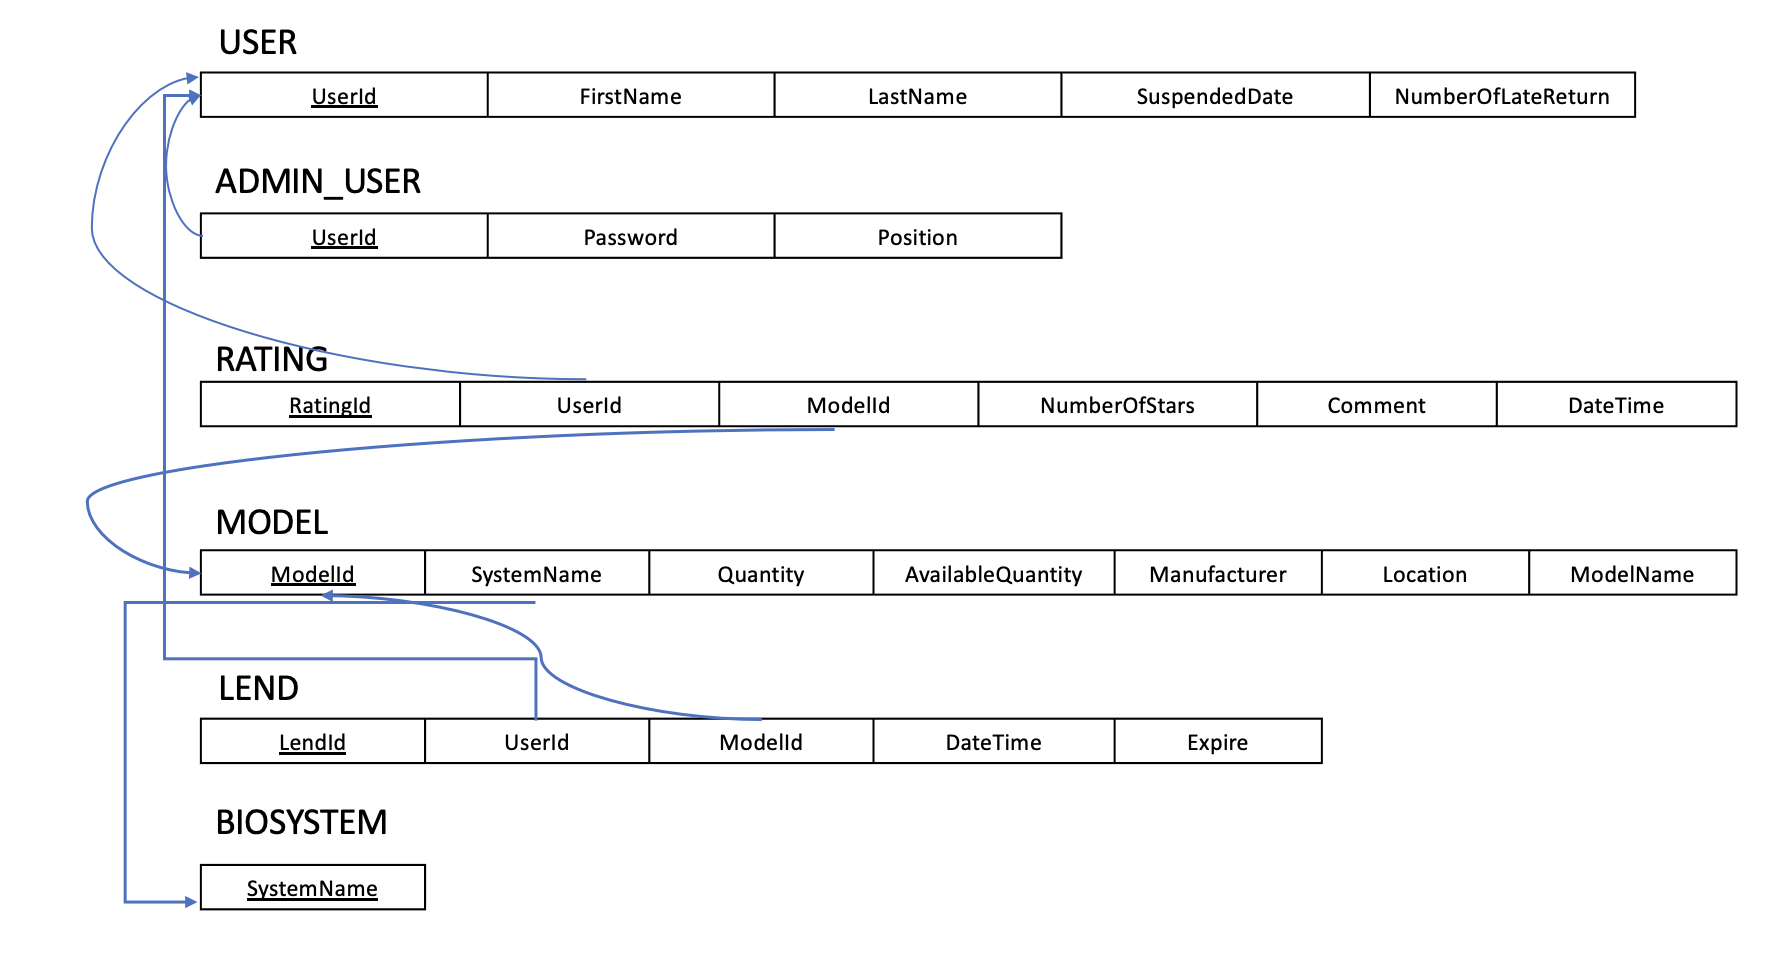 USER
UserId FirstName LastName SuspendedDate NumberOfLateReturn
ADMIN_USER
UserId Password Position
RATING
RatingId UserId ModelId NumberOfStars Comment DateTime
MODEL
ModelId SystemName Quantity AvailableQuantity Manufacturer Location ModelName
LEND
LendId UserId ModelId DateTime Expire
BIOSYSTEM
SystemName